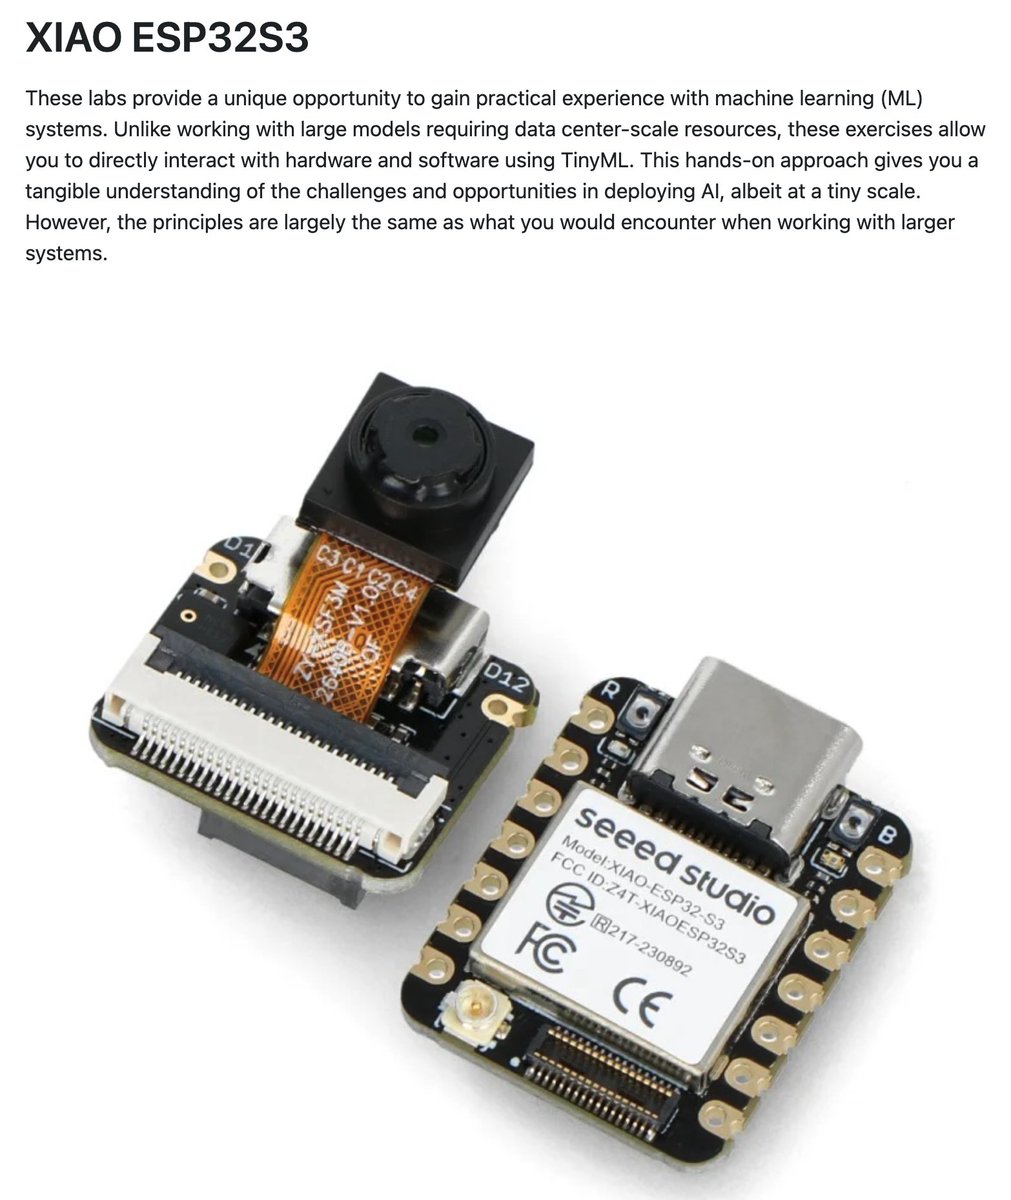 XIAO ESP32S3
These labs provide a unique opportunity to gain practical experience with machine learning (ML)
systems. Unlike working with large models requiring data center-scale resources, these exercises allow
you to directly interact with hardware and software using TinyML. This hands-on approach gives you a
tangible understanding of the challenges and opportunities in deploying AI, albeit at a tiny scale.
However, the principles are largely the same as what you would encounter when working with larger
systems.
C3 C1 C2 C4
D12
R
B
seeed studio
Model:XIAO-ESP32-S3
FCC ID:Z4T-XIAOESP32S3
R 217-230892
FC
CE